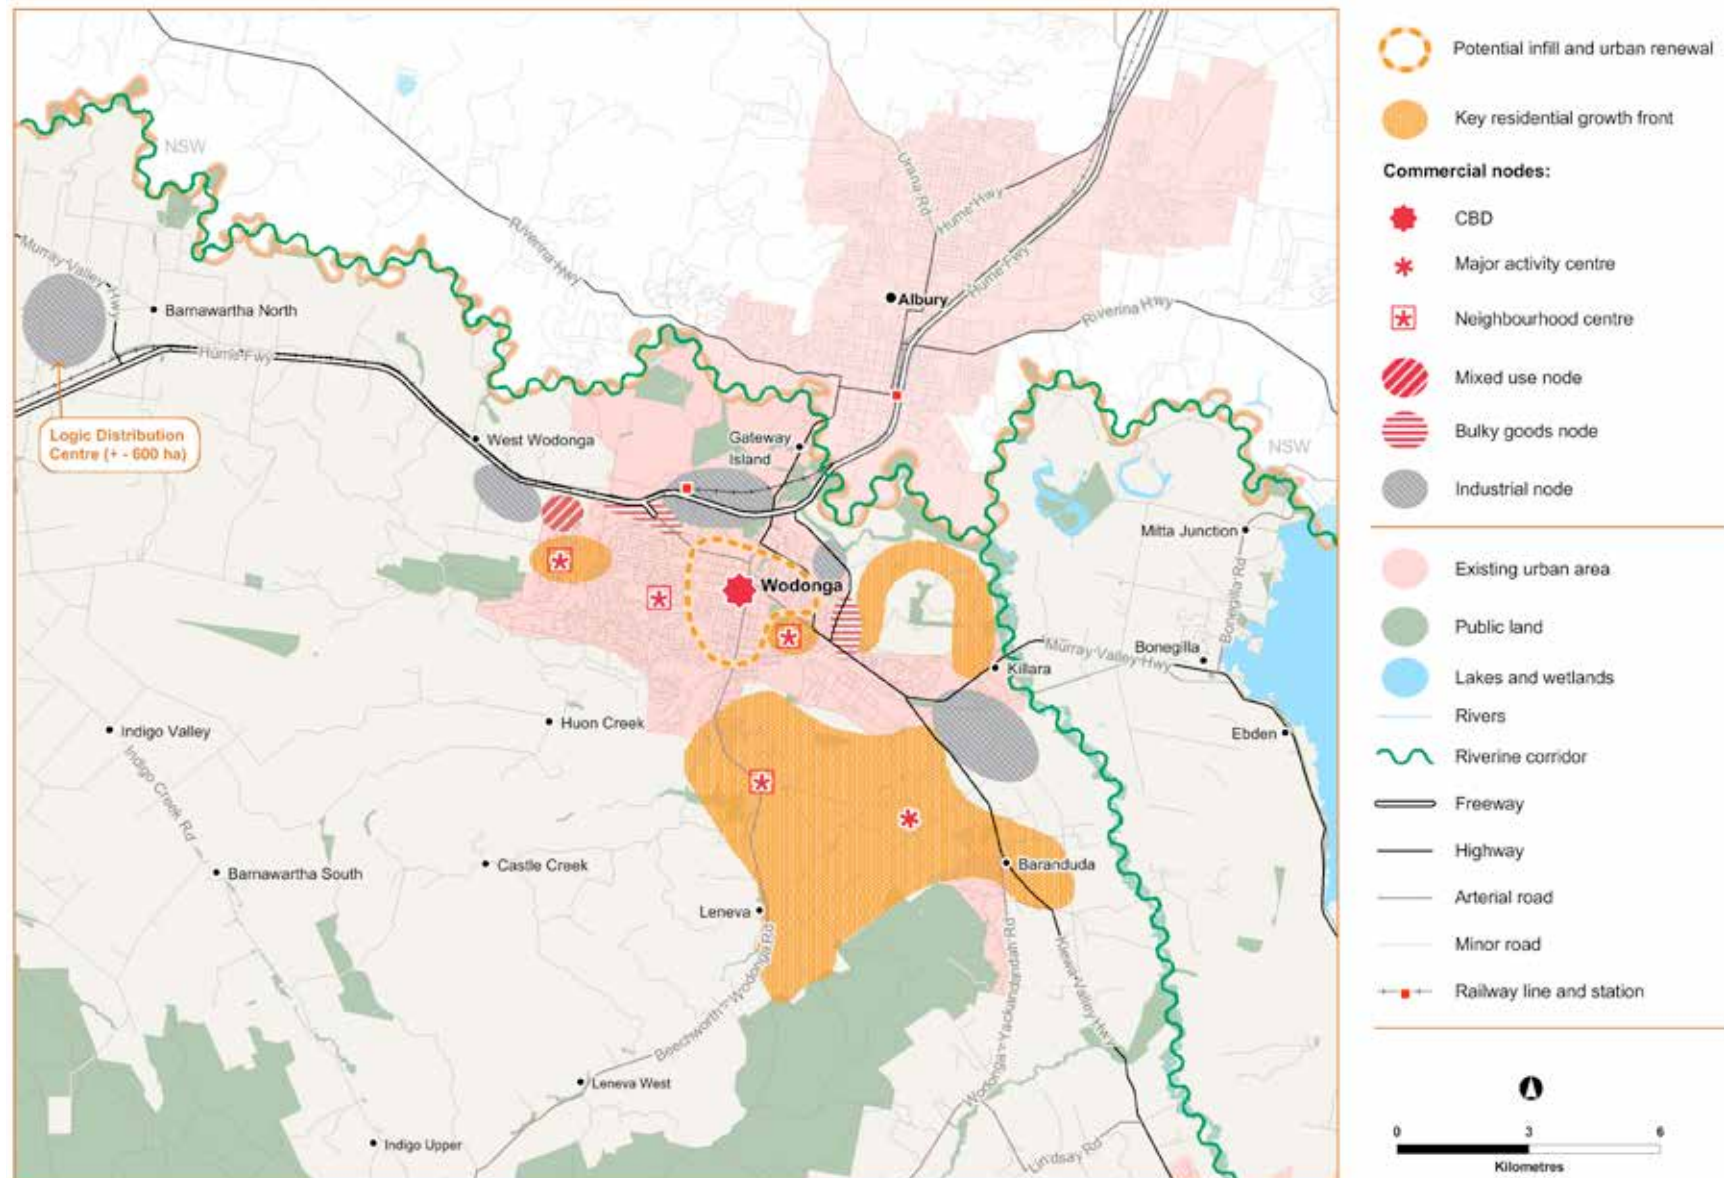 NSW
Murray Valley Hwy
Barnawartha North
Hume Fwy
Logic Distribution
Centre (+ - 600 ha)
Riverina Hwy
Urana Rd
Hume Hwy
Hume Fwy
Albury
Riverina Hwy
West Wodonga
Gateway
Island
NSW
Mitta Junction
Bonegilla Rd
Wodonga
Murray Valley Hwy
Bonegilla
Killara
Ebden
Indigo Valley
Huon Creek
Indigo Creek Rd
Barnawartha South
Castle Creek
Baranduda
Leneva
Beechworth - Wodonga Rd
Wodonga - Yackandandah Rd
Kiewa Valley Hwy
Leneva West
Indigo Upper
Lindsay Rd
Potential infill and urban renewal
Key residential growth front
Commercial nodes:
CBD
Major activity centre
Neighbourhood centre
Mixed use node
Bulky goods node
Industrial node
Existing urban area
Public land
Lakes and wetlands
Rivers
Riverine corridor
Freeway
Highway
Arterial road
Minor road
Railway line and station
0 3 6
Kilometres